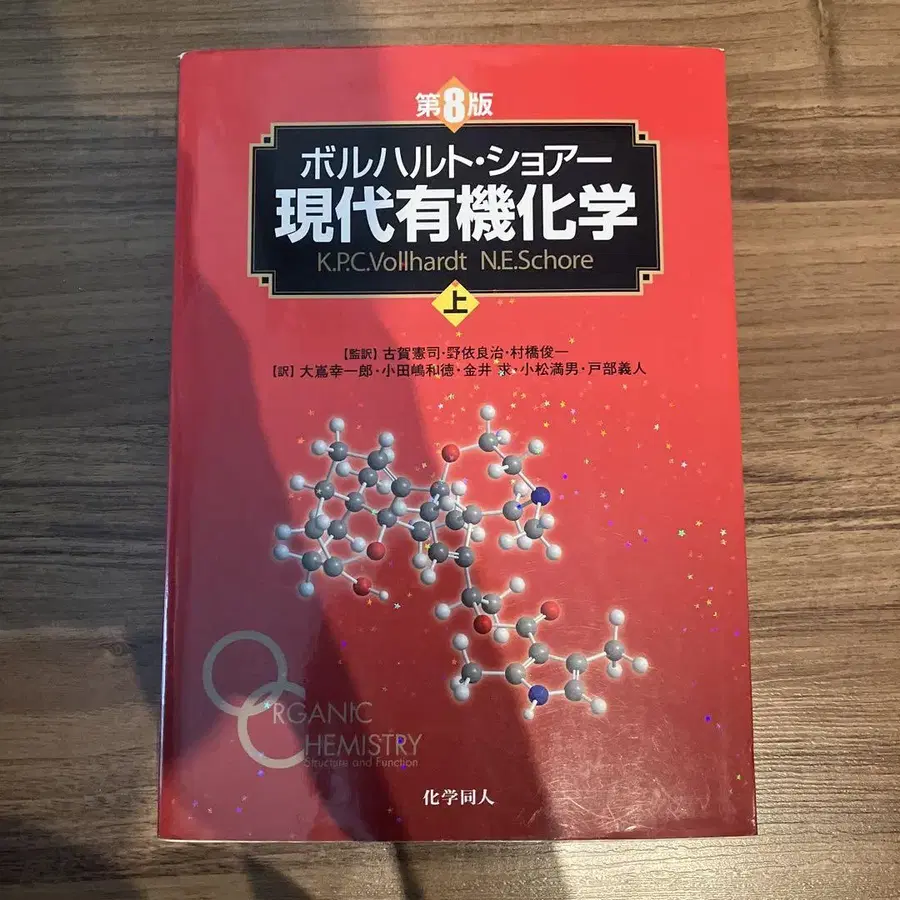 第8版
ボルハルト・ショアー
現代有機化学
K.P.C.Vollhardt N.E.Schore
上
【監訳】古賀憲司・野依良治・村橋俊一
【訳】大嶌幸一郎・小田嶋和徳・金井 求・小松満男・戸部義人
ORGANIC
CHEMISTRY
Structure and Function
化学同人